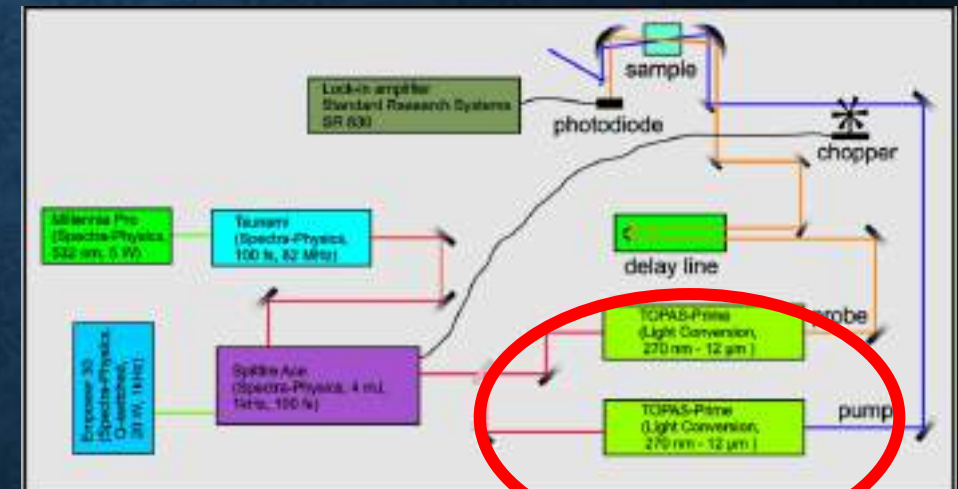 sample
Lock-in amplifier
Standard Research Systems
SR 830
photodiode
chopper
Millennia Pro
(Spectra-Physics,
532 nm, 5 W)
Tsunami
(Spectra-Physics,
100 fs, 82 MHz)
delay line
TOPAS-Prime
(Light Conversion,
270 nm - 12 µm )
probe
Empower 30
(Spectra-Physics,
Q-switched,
20 W, 1kHz)
Spitfire Ace
(Spectra-Physics, 4 mJ,
1kHz, 100 fs)
TOPAS-Prime
(Light Conversion,
270 nm - 12 µm )
pump